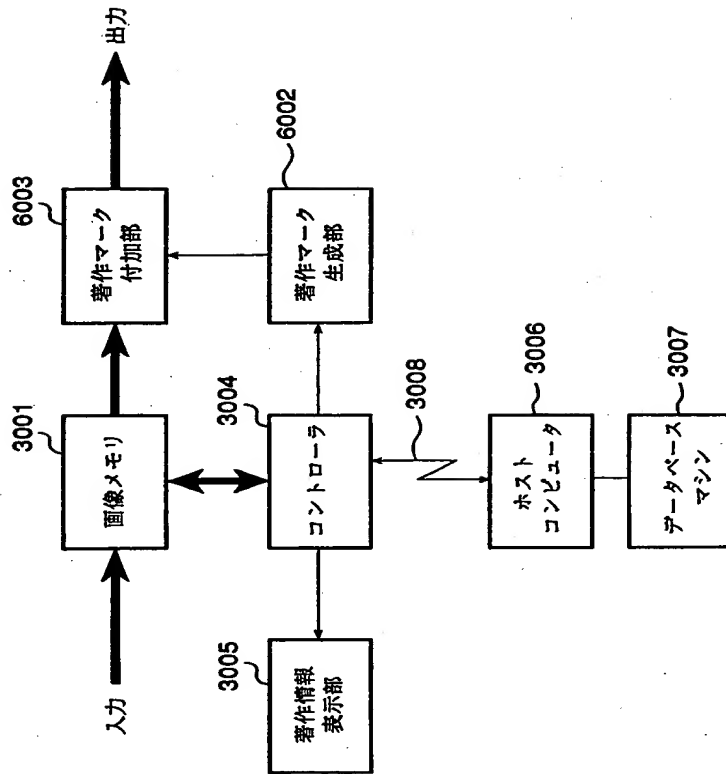 入力
3001
画像メモリ
6003
著作マーク
付加部
出力
3005
著作情報
表示部
3004
コントローラ
6002
著作マーク
生成部
3008
3006
ホスト
コンピュータ
3007
データベース
マシン